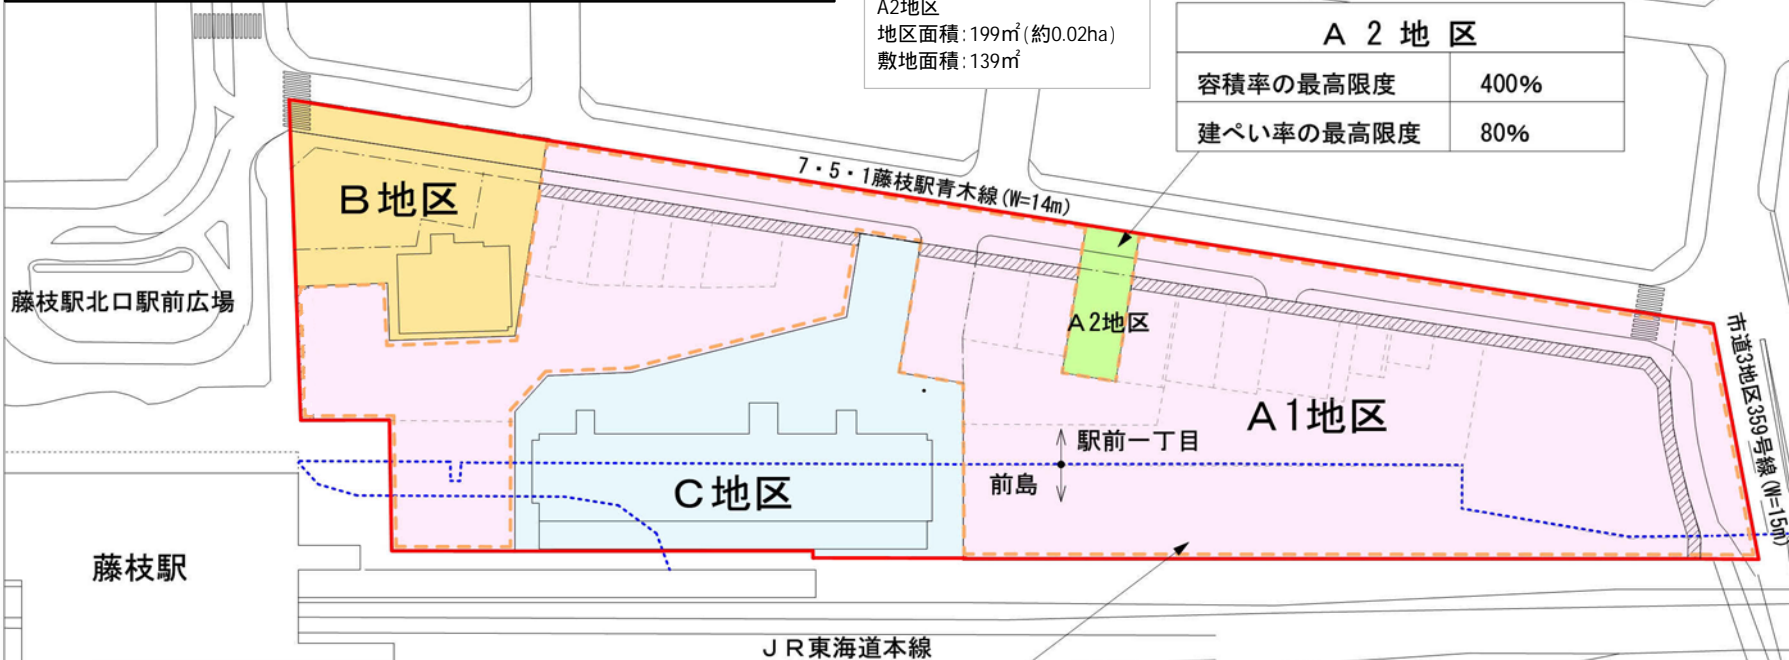 A2地区
地区面積:199㎡(約0.02ha)
敷地面積:139㎡
A2地区
容積率の最高限度 400%
建ぺい率の最高限度 80%
7・5・1藤枝駅青木線(W=14m)
B地区
藤枝駅北口駅前広場
A2地区
市道3地区359号線(W=15m)
A1地区
駅前一丁目
前島
C地区
藤枝駅
JR東海道本線